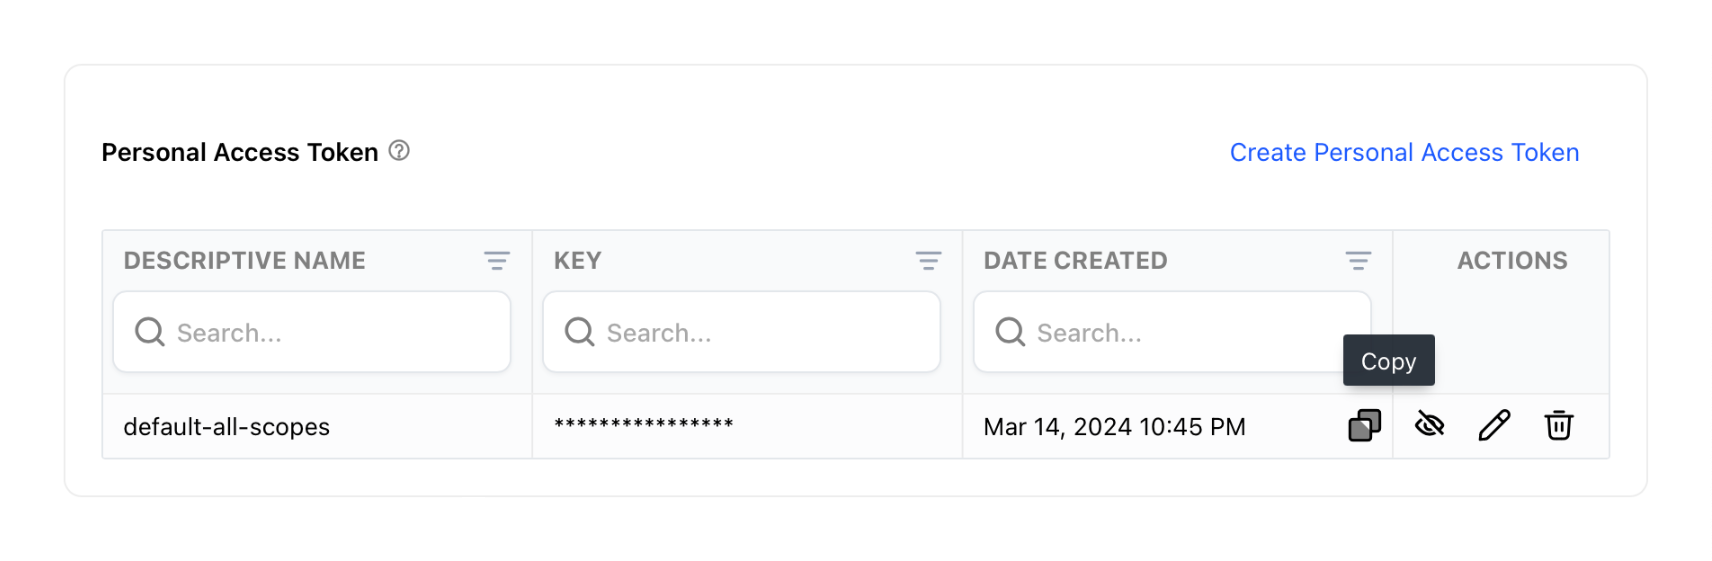 Personal Access Token
Create Personal Access Token
DESCRIPTIVE NAME KEY DATE CREATED ACTIONS
Search... Search... Search...
Copy
default-all-scopes **************** Mar 14, 2024 10:45 PM